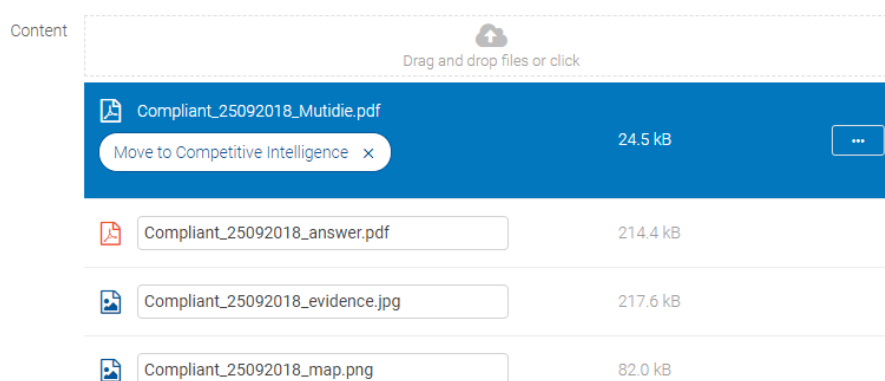 Content
Drag and drop files or click
Compliant_25092018_Mutidie.pdf
Move to Competitive Intelligence ×
24.5 kB
...
Compliant_25092018_answer.pdf
214.4 kB
Compliant_25092018_evidence.jpg
217.6 kB
Compliant_25092018_map.png
82.0 kB